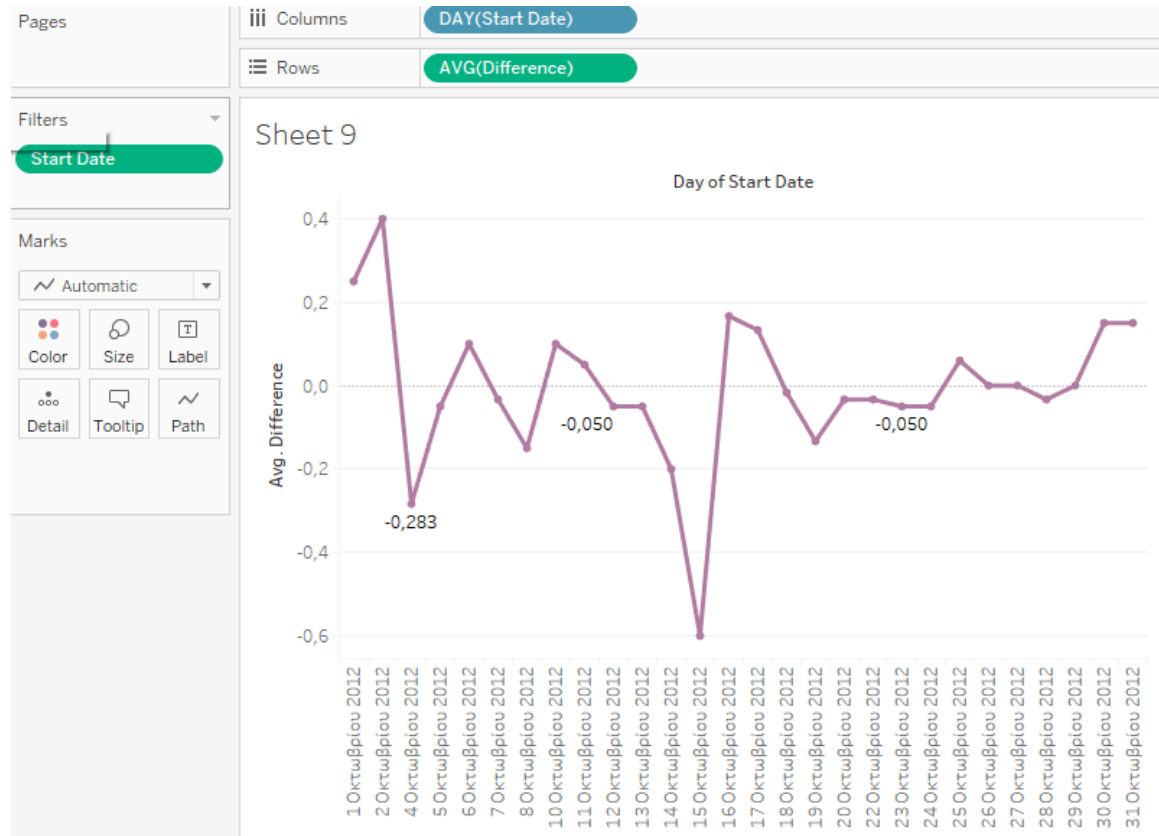 Pages
Columns
DAY(Start Date)
Rows
AVG(Difference)
Filters
Start Date
Marks
Automatic
Color
Size
Label
Detail
Tooltip
Path
Sheet 9
Day of Start Date
Avg. Difference
0,4
0,2
0,0
-0,2
-0,4
-0,6
-0,283
-0,050
-0,050
1 Οκτωβρίου 2012
2 Οκτωβρίου 2012
4 Οκτωβρίου 2012
5 Οκτωβρίου 2012
6 Οκτωβρίου 2012
7 Οκτωβρίου 2012
8 Οκτωβρίου 2012
10 Οκτωβρίου 2012
11 Οκτωβρίου 2012
12 Οκτωβρίου 2012
13 Οκτωβρίου 2012
14 Οκτωβρίου 2012
15 Οκτωβρίου 2012
16 Οκτωβρίου 2012
17 Οκτωβρίου 2012
18 Οκτωβρίου 2012
19 Οκτωβρίου 2012
20 Οκτωβρίου 2012
22 Οκτωβρίου 2012
23 Οκτωβρίου 2012
24 Οκτωβρίου 2012
25 Οκτωβρίου 2012
26 Οκτωβρίου 2012
27 Οκτωβρίου 2012
28 Οκτωβρίου 2012
29 Οκτωβρίου 2012
30 Οκτωβρίου 2012
31 Οκτωβρίου 2012